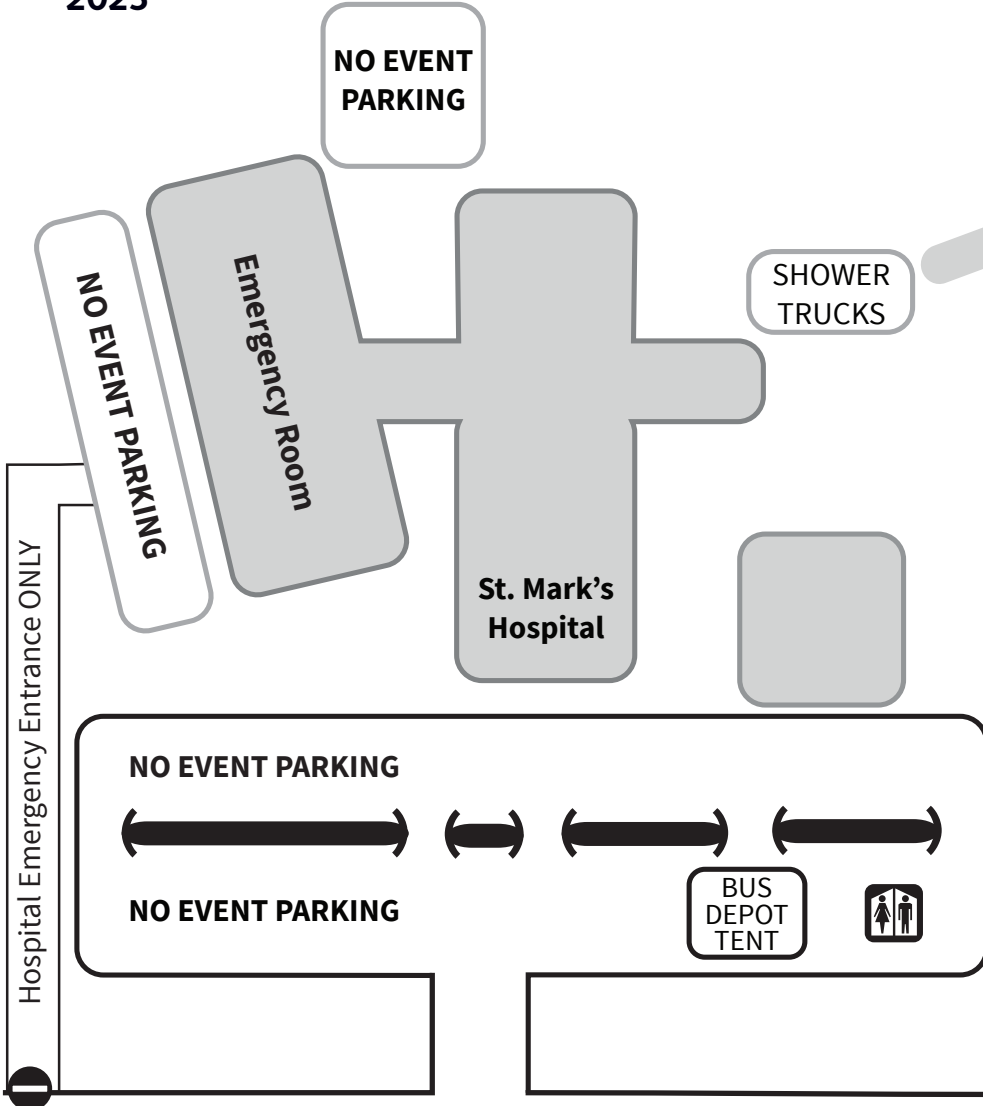 2025
NO EVENT
PARKING
SHOWER
TRUCKS
Emergency Room
NO EVENT PARKING
St. Mark’s
Hospital
Hospital Emergency Entrance ONLY
NO EVENT PARKING
NO EVENT PARKING
BUS
DEPOT
TENT